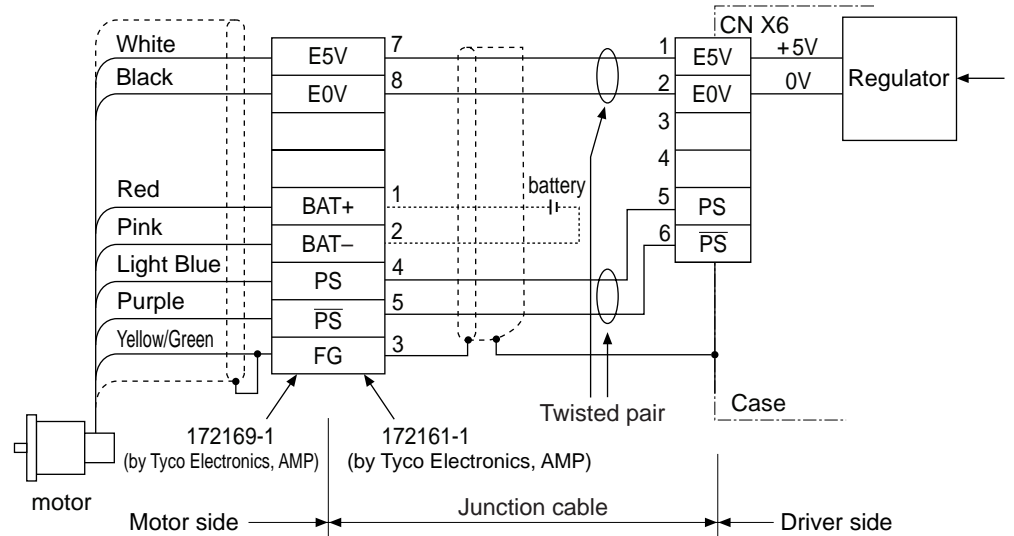 CN X6
White
E5V
7
1
E5V
+5V
Regulator
Black
E0V
8
2
E0V
0V
3
4
Red
BAT+
1
battery
5
PS
Pink
BAT–
2
6
P̅S̅
Light Blue
PS
4
Purple
P̅S̅
5
Yellow/Green
FG
3
Case
Twisted pair
172169-1
(by Tyco Electronics, AMP)
172161-1
(by Tyco Electronics, AMP)
motor
Motor side
Junction cable
Driver side